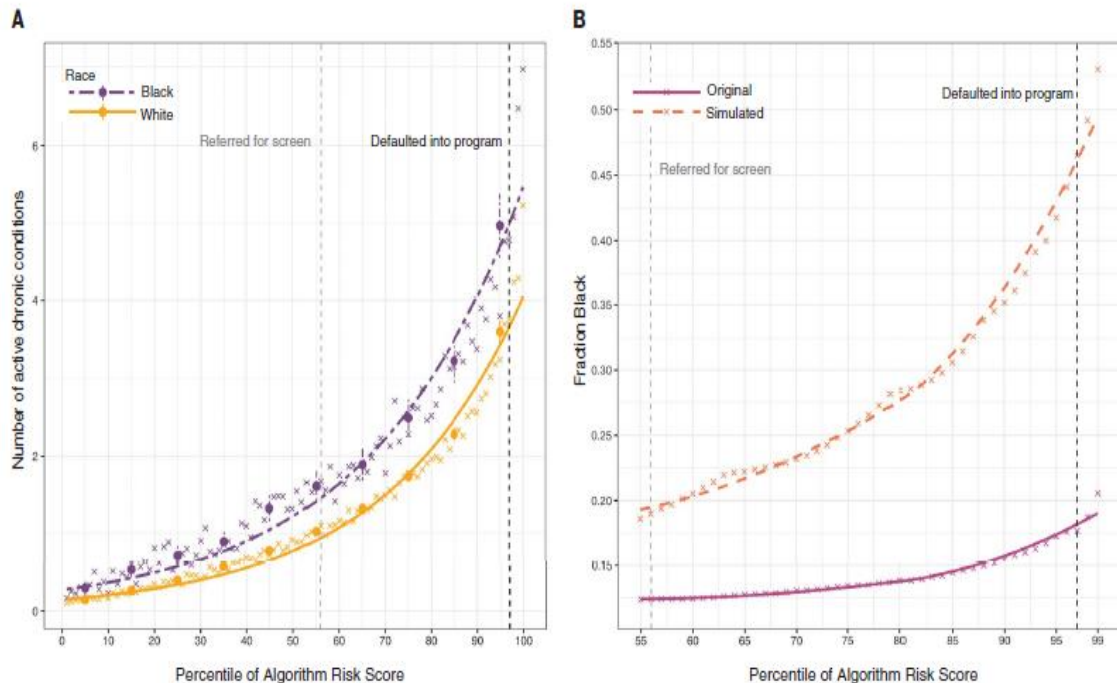 A
Race
Black
White
Referred for screen
Defaulted into program
Number of active chronic conditions
6
4
2
0
0 10 20 30 40 50 60 70 80 90 100
Percentile of Algorithm Risk Score
B
Original
Simulated
Defaulted into program
Referred for screen
Fraction Black
0.55
0.50
0.45
0.40
0.35
0.30
0.25
0.20
0.15
55 60 65 70 75 80 85 90 95 99
Percentile of Algorithm Risk Score